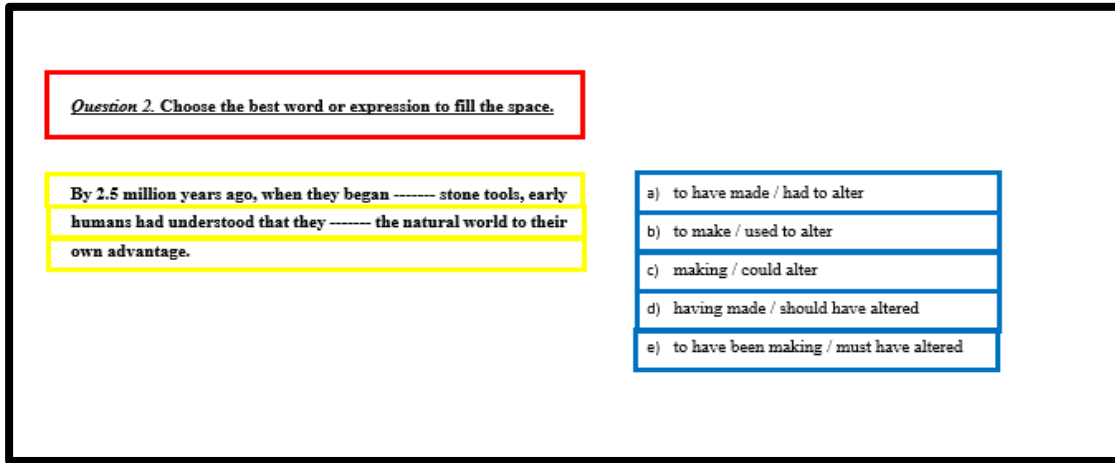 Question 2. Choose the best word or expression to fill the space.
By 2.5 million years ago, when they began ------- stone tools, early
humans had understood that they ------- the natural world to their
own advantage.
a) to have made / had to alter
b) to make / used to alter
c) making / could alter
d) having made / should have altered
e) to have been making / must have altered